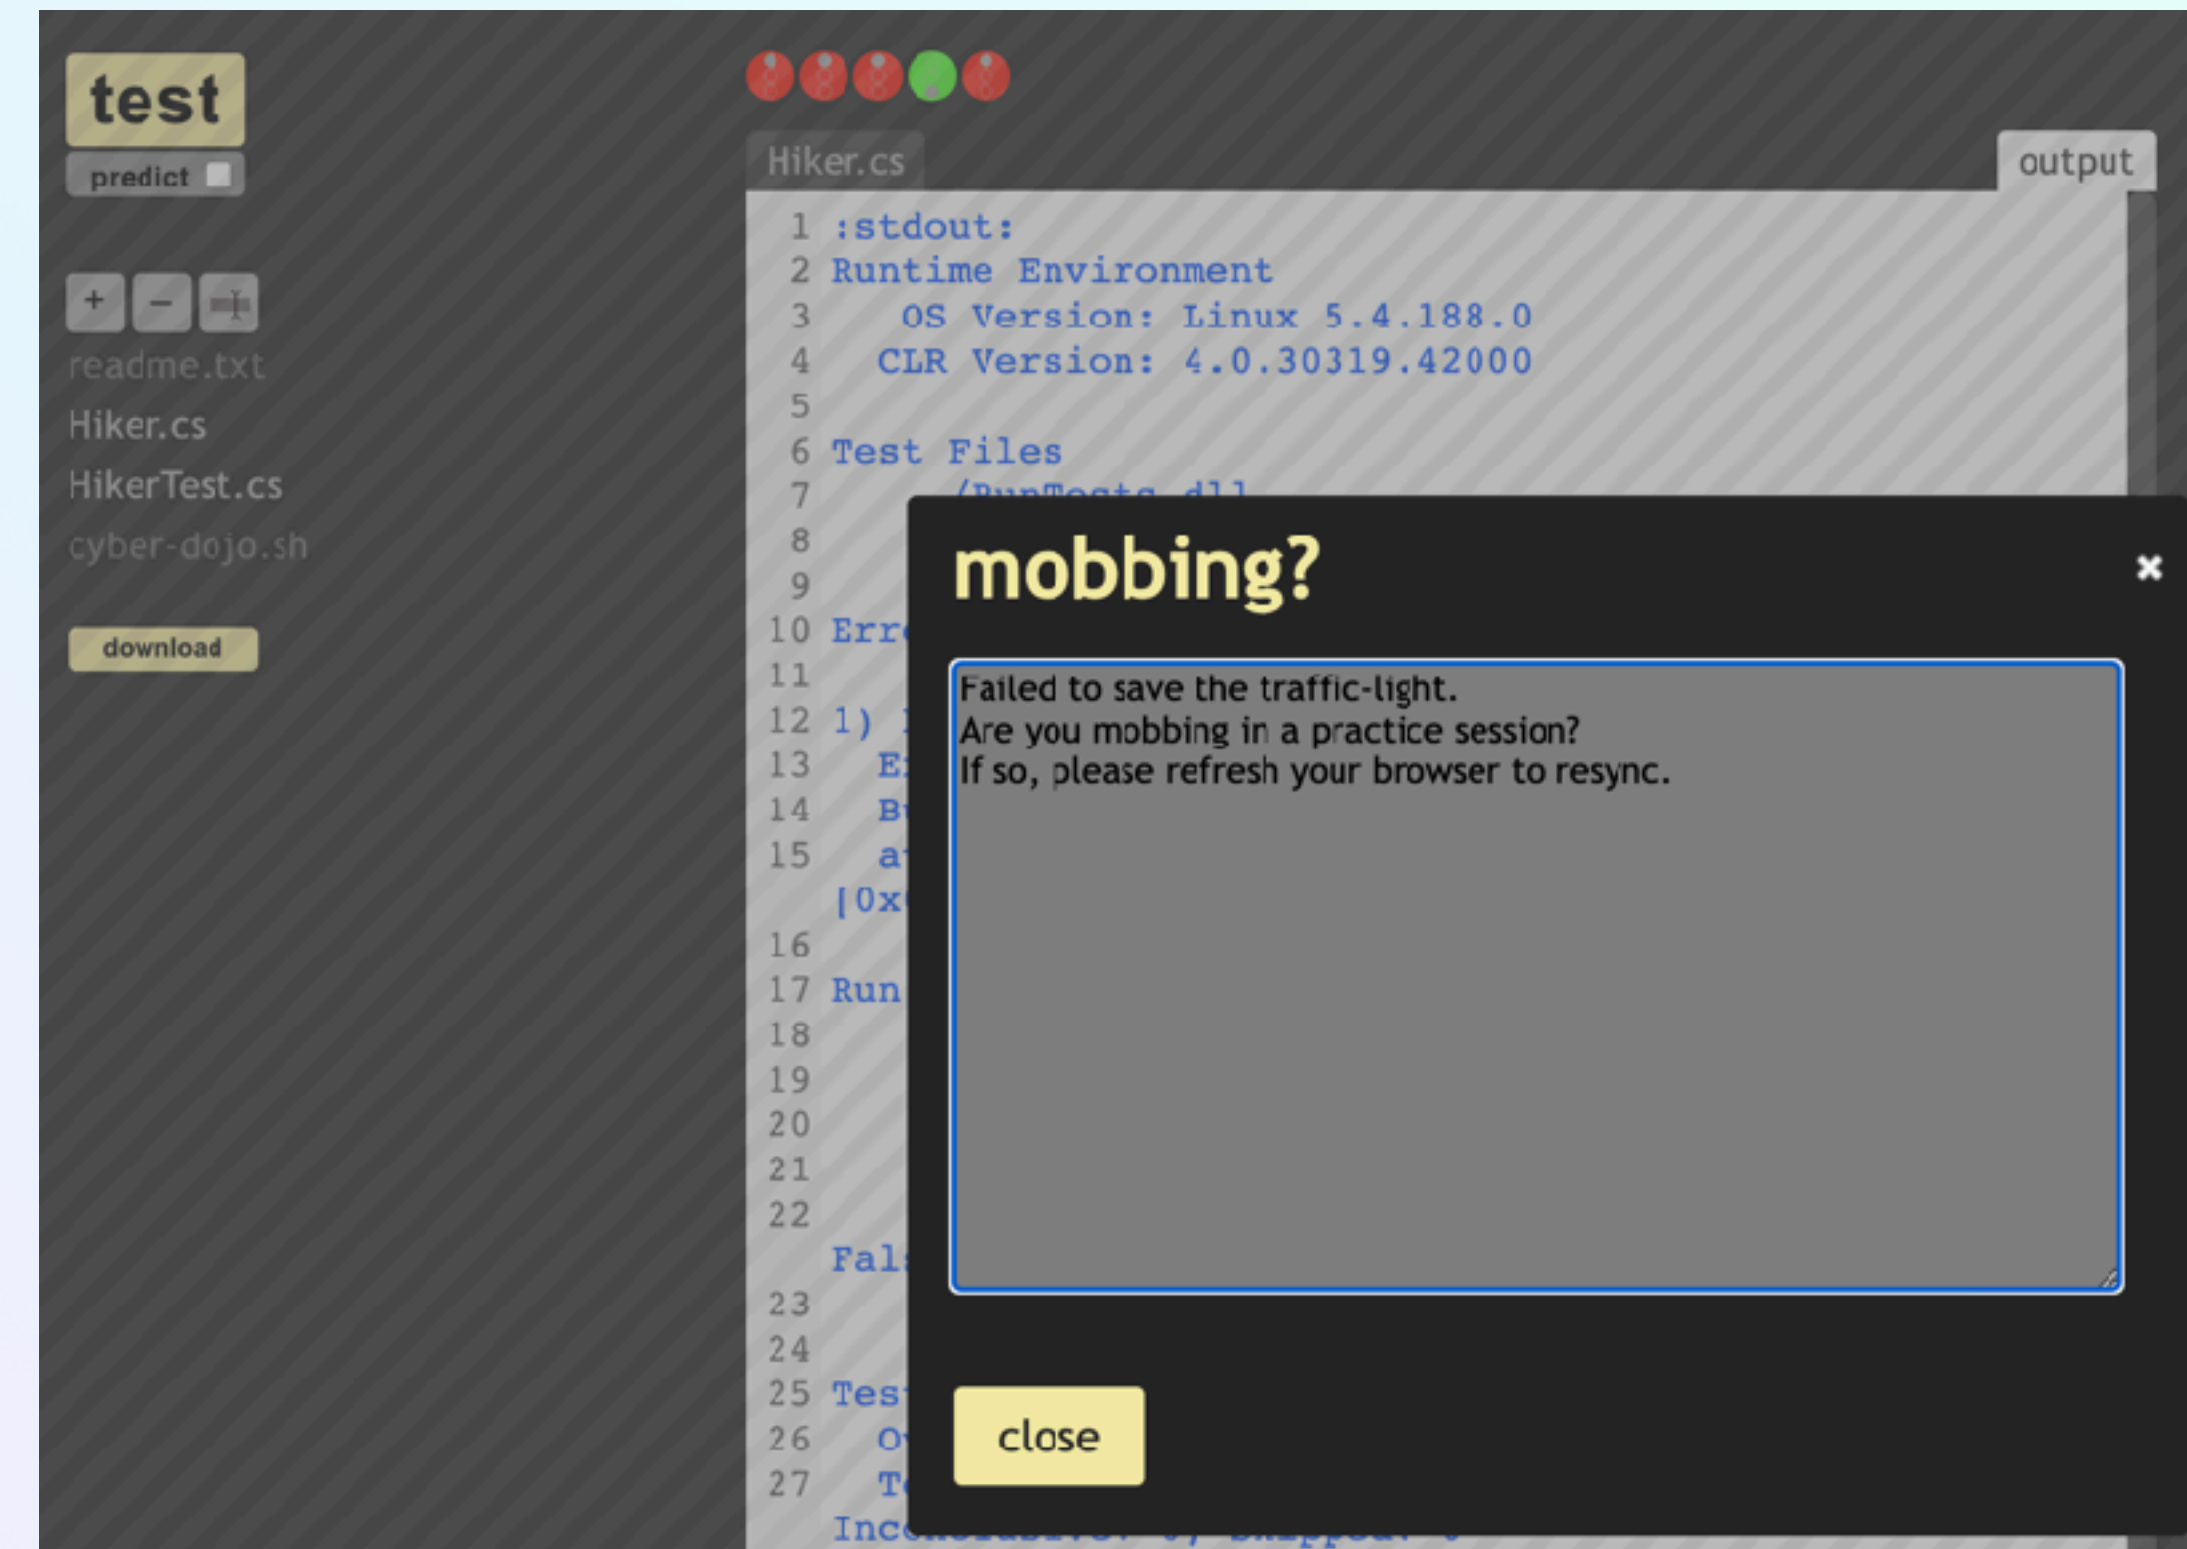 test
predict
+ -
readme.txt
Hiker.cs
HikerTest.cs
cyber-dojo.sh
download
Hiker.cs
output
1 :stdout:
2 Runtime Environment
3 OS Version: Linux 5.4.188.0
4 CLR Version: 4.0.30319.42000
5
6 Test Files
7 /RunTests.dll
8
9
10
11
12 1)
13
14
15
[0x
16
17 Run
18
19
20
21
22
23
24
25
26
27
mobbing?
Failed to save the traffic-light.
Are you mobbing in a practice session?
If so, please refresh your browser to resync.
close